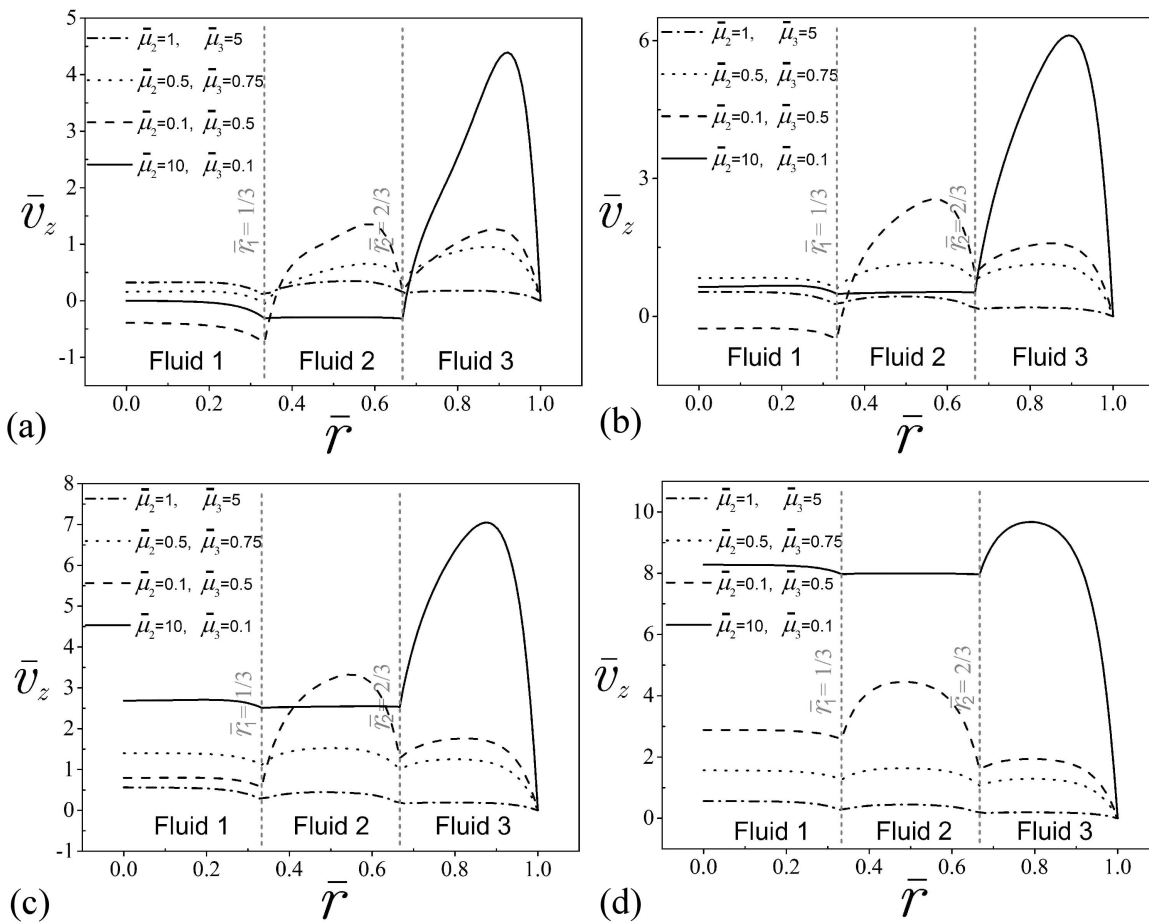 5
4
3
2
1
0
-1
v̄z
μ̄2=1, μ̄3=5
μ̄2=0.5, μ̄3=0.75
μ̄2=0.1, μ̄3=0.5
μ̄2=10, μ̄3=0.1
r̄1= 1/3
r̄2= 2/3
Fluid 1 Fluid 2 Fluid 3
0.0 0.2 0.4 0.6 0.8 1.0
(a) r̄
6
3
0
v̄z
μ̄2=1, μ̄3=5
μ̄2=0.5, μ̄3=0.75
μ̄2=0.1, μ̄3=0.5
μ̄2=10, μ̄3=0.1
r̄1= 1/3
r̄2= 2/3
Fluid 1 Fluid 2 Fluid 3
0.0 0.2 0.4 0.6 0.8 1.0
(b) r̄
8
7
6
5
4
3
2
1
0
-1
v̄z
μ̄2=1, μ̄3=5
μ̄2=0.5, μ̄3=0.75
μ̄2=0.1, μ̄3=0.5
μ̄2=10, μ̄3=0.1
r̄1= 1/3
r̄2= 2/3
Fluid 1 Fluid 2 Fluid 3
0.0 0.2 0.4 0.6 0.8 1.0
(c) r̄
10
8
6
4
2
0
v̄z
μ̄2=1, μ̄3=5
μ̄2=0.5, μ̄3=0.75
μ̄2=0.1, μ̄3=0.5
μ̄2=10, μ̄3=0.1
r̄1= 1/3
r̄2= 2/3
Fluid 1 Fluid 2 Fluid 3
0.0 0.2 0.4 0.6 0.8 1.0
(d) r̄